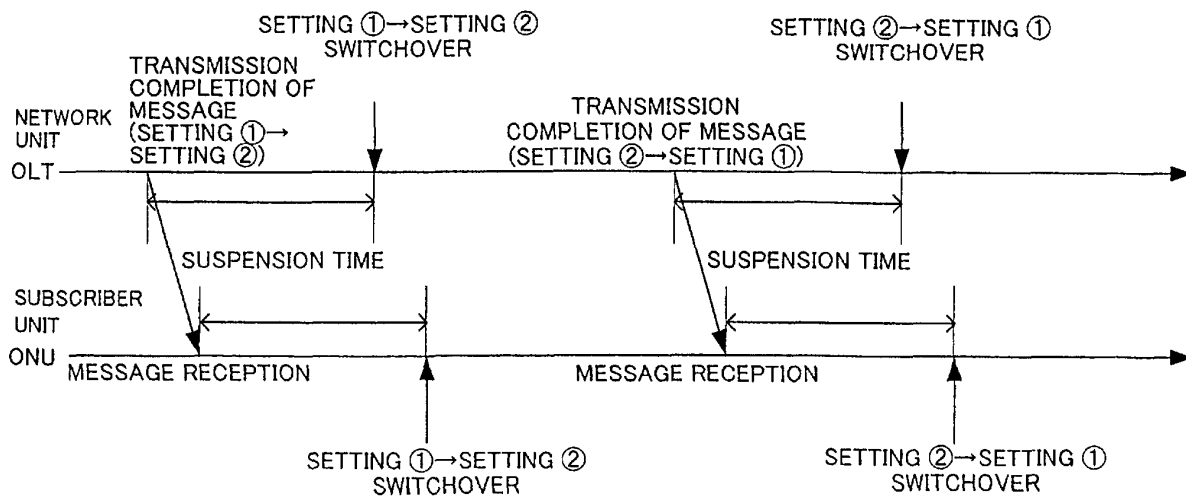 SETTING ①→SETTING ②
SWITCHOVER
SETTING ②→SETTING ①
SWITCHOVER
TRANSMISSION
COMPLETION OF
MESSAGE
(SETTING ①→
SETTING ②))
NETWORK
UNIT
OLT
TRANSMISSION
COMPLETION OF MESSAGE
(SETTING ②→SETTING ①)
SUSPENSION TIME
SUSPENSION TIME
SUBSCRIBER
UNIT
ONU
MESSAGE RECEPTION
MESSAGE RECEPTION
SETTING ①→SETTING ②
SWITCHOVER
SETTING ②→SETTING ①
SWITCHOVER